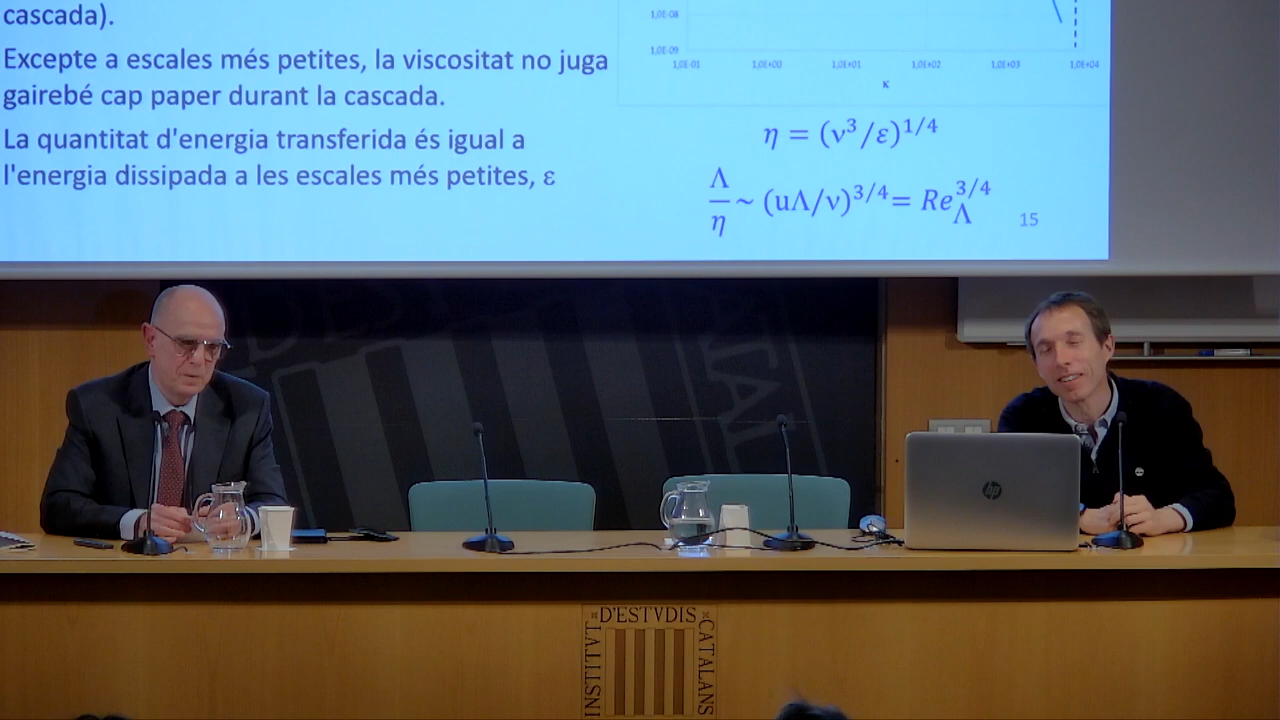 cascada).
Excepte a escales més petites, la viscositat no juga
gairebé cap paper durant la cascada.
La quantitat d'energia transferida és igual a
l'energia dissipada a les escales més petites, ε
1,0E-08
1,0E-09
1,0E-01 1,0E+00 1,0E+01 1,0E+02 1,0E+03 1,0E+04
κ
η = (ν³/ε)^1/4
Λ/η ~ (uΛ/ν)^3/4 = Re_Λ^3/4
15
hp
INSTITUT
D'ESTVDIS
CATALANS